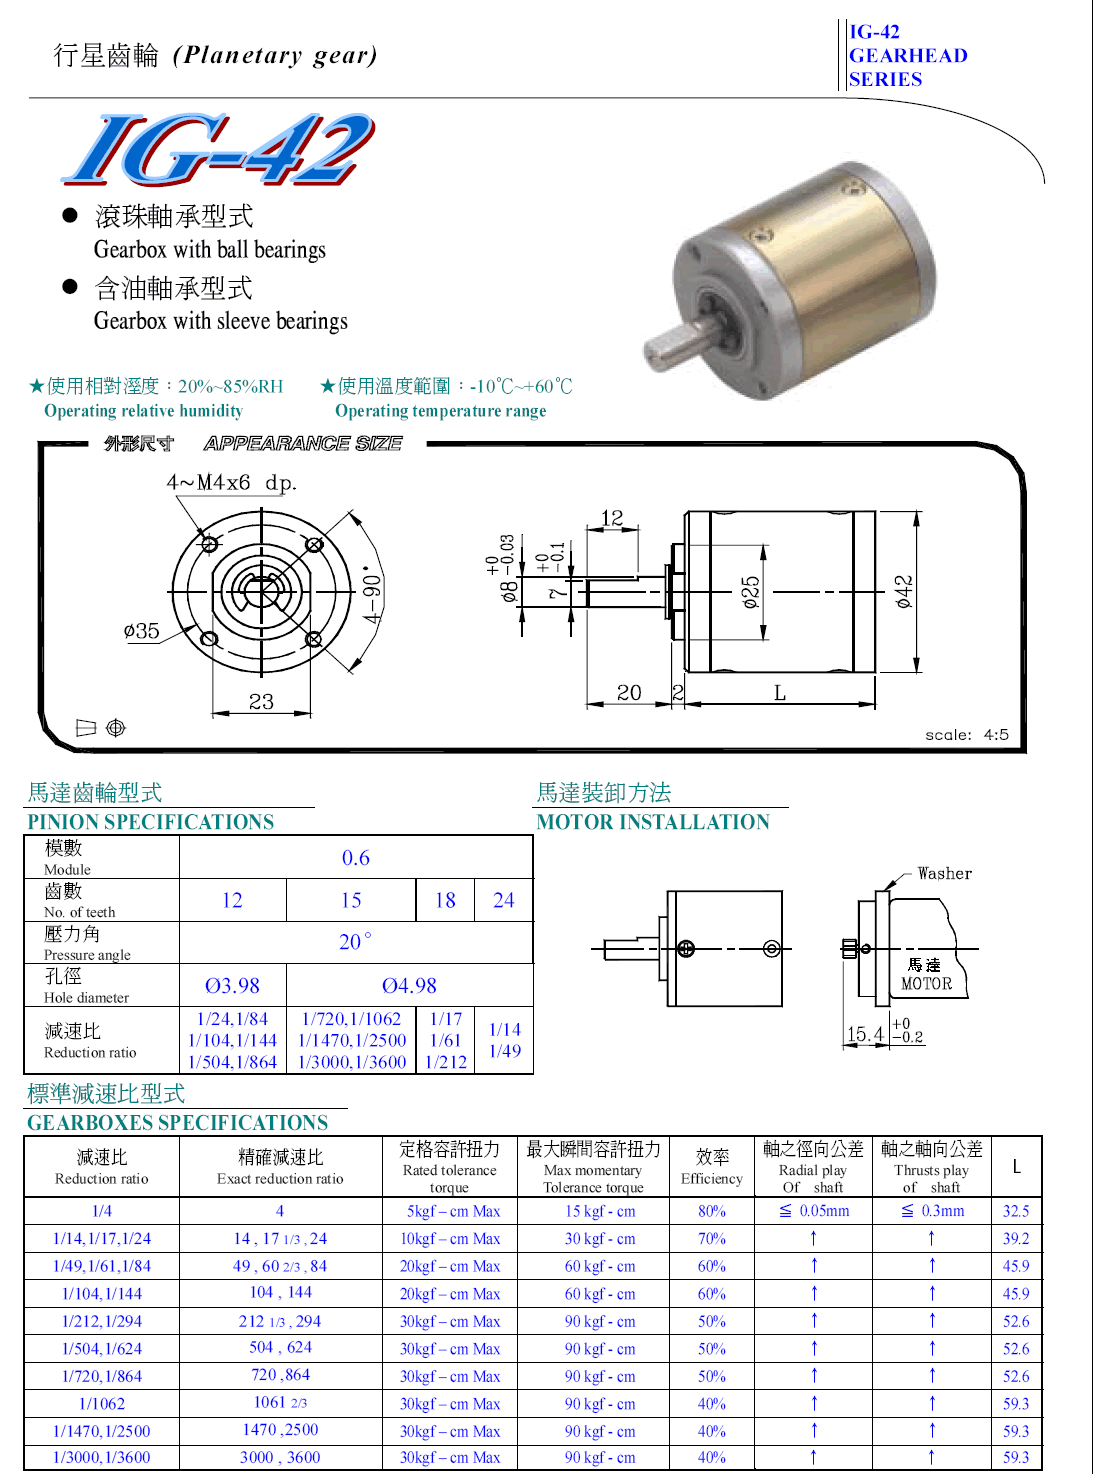 行星齒輪 (Planetary gear)
IG-42
GEARHEAD
SERIES
IG-42
● 滾珠軸承型式
Gearbox with ball bearings
● 含油軸承型式
Gearbox with sleeve bearings
★使用相對溼度：20%~85%RH ★使用溫度範圍：-10℃~+60℃
Operating relative humidity Operating temperature range
外形尺寸 APPEARANCE SIZE
4~M4x6 dp.
4-90°
ø35
23
12
ø8 +0 -0.03
7 +0 -0.1
ø25
ø42
20 2 L
scale: 4:5
馬達齒輪型式
PINION SPECIFICATIONS
模數 0.6
Module
齒數 12 15 18 24
No. of teeth
壓力角 20°
Pressure angle
孔徑 Ø3.98 Ø4.98
Hole diameter
減速比
Reduction ratio
1/24,1/84 1/720,1/1062 1/17 1/14
1/104,1/144 1/1470,1/2500 1/61 1/49
1/504,1/864 1/3000,1/3600 1/212
馬達裝卸方法
MOTOR INSTALLATION
Washer
馬達
MOTOR
15.4 +0 -0.2
標準減速比型式
GEARBOXES SPECIFICATIONS
減速比 精確減速比 定格容許扭力 最大瞬間容許扭力 效率 軸之徑向公差 軸之軸向公差 L
Reduction ratio Exact reduction ratio Rated tolerance Max momentary Efficiency Radial play Thrusts play
torque Tolerance torque Of shaft of shaft
1/4 4 5kgf – cm Max 15 kgf - cm 80% ≦ 0.05mm ≦ 0.3mm 32.5
1/14,1/17,1/24 14 , 17 1/3 , 24 10kgf – cm Max 30 kgf - cm 70% ↑ ↑ 39.2
1/49,1/61,1/84 49 , 60 2/3 , 84 20kgf – cm Max 60 kgf - cm 60% ↑ ↑ 45.9
1/104,1/144 104 , 144 20kgf – cm Max 60 kgf - cm 60% ↑ ↑ 45.9
1/212,1/294 212 1/3 , 294 30kgf – cm Max 90 kgf - cm 50% ↑ ↑ 52.6
1/504,1/624 504 , 624 30kgf – cm Max 90 kgf - cm 50% ↑ ↑ 52.6
1/720,1/864 720 ,864 30kgf – cm Max 90 kgf - cm 50% ↑ ↑ 52.6
1/1062 1061 2/3 30kgf – cm Max 90 kgf - cm 40% ↑ ↑ 59.3
1/1470,1/2500 1470 ,2500 30kgf – cm Max 90 kgf - cm 40% ↑ ↑ 59.3
1/3000,1/3600 3000 , 3600 30kgf – cm Max 90 kgf - cm 40% ↑ ↑ 59.3